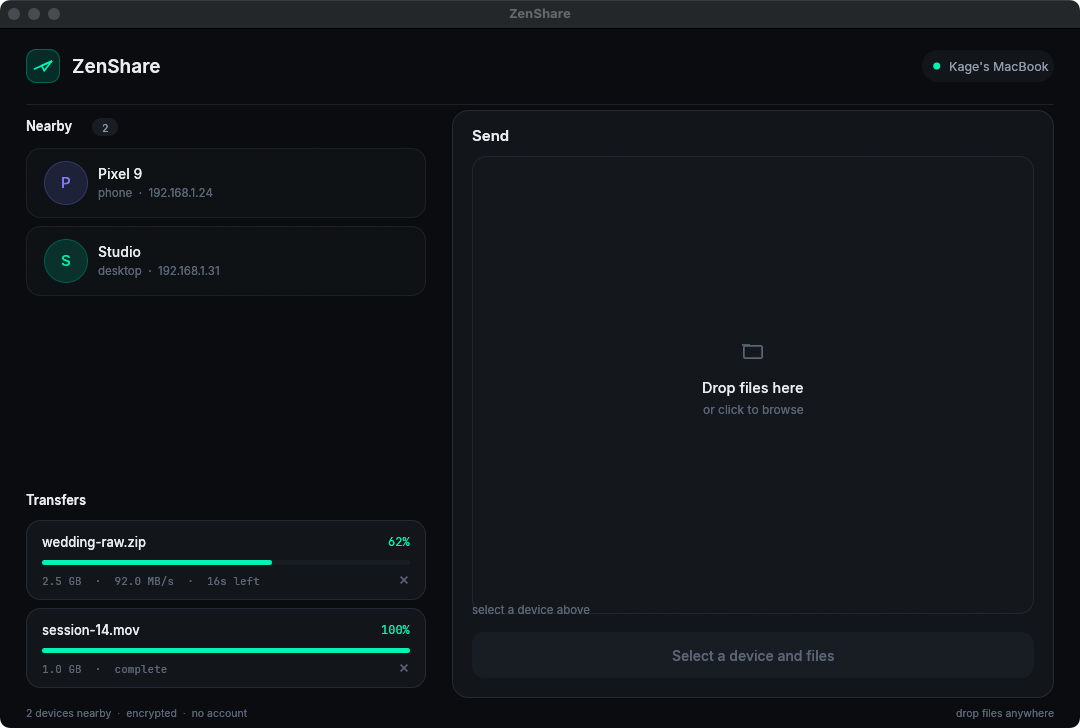 ZenShare
ZenShare
Kage's MacBook
Nearby 2
P
Pixel 9
phone · 192.168.1.24
S
Studio
desktop · 192.168.1.31
Transfers
wedding-raw.zip 62%
2.5 GB · 92.0 MB/s · 16s left ×
session-14.mov 100%
1.0 GB · complete ×
Send
Drop files here
or click to browse
select a device above
Select a device and files
2 devices nearby · encrypted · no account
drop files anywhere